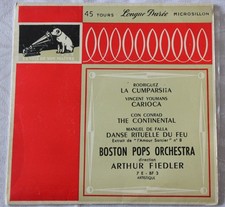 45 TOURS Longue Durée MICROSILLON
RODRIGUEZ
LA CUMPARSITA
VINCENT YOUMANS
CARIOCA
CON CONRAD
THE CONTINENTAL
MANUEL DE FALLA
DANSE RITUELLE DU FEU
Extrait de "l'Amour Sorcier" n° 8
BOSTON POPS ORCHESTRA
direction
ARTHUR FIEDLER
ARTISTIQUE